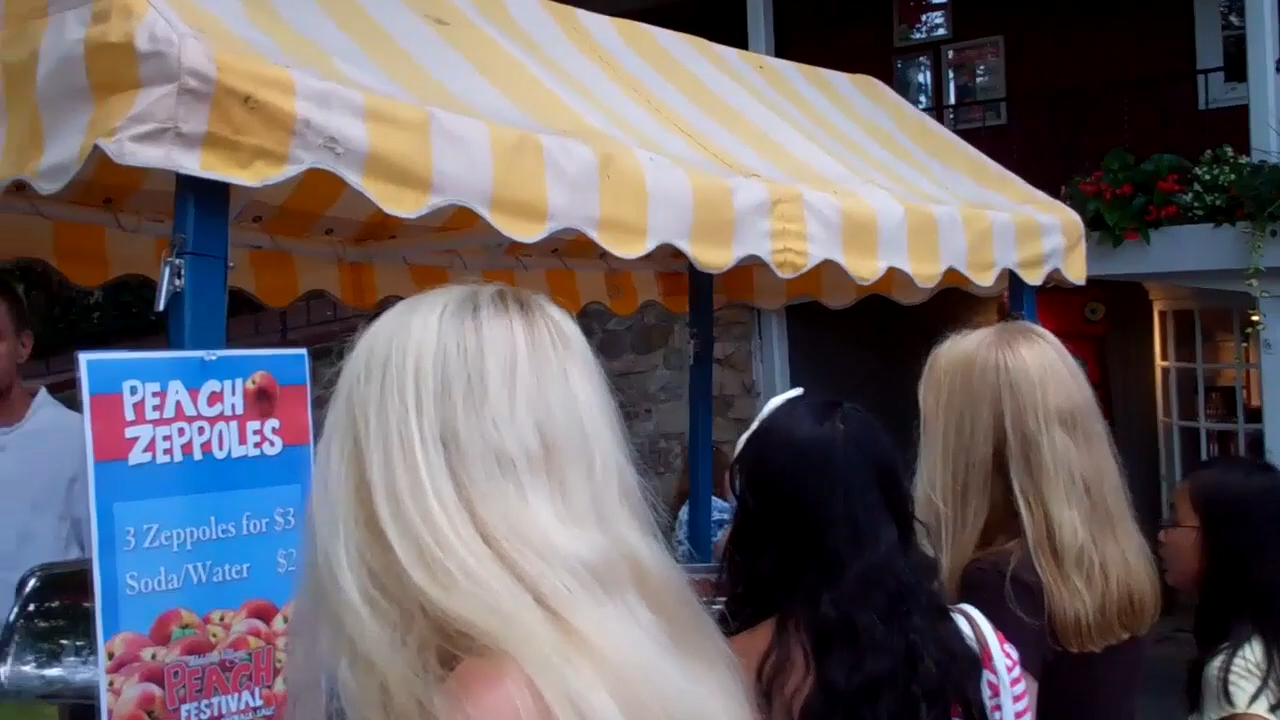 PEACH
ZEPPOLES
3 Zeppoles for $3
Soda/Water $2
PEACH
FESTIVAL